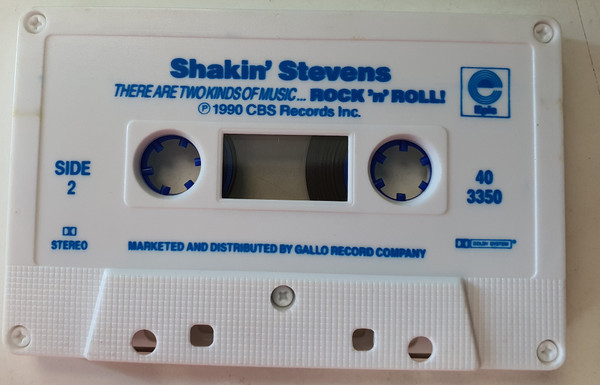 Shakin' Stevens
THERE ARE TWO KINDS OF MUSIC... ROCK 'n' ROLL!
℗ 1990 CBS Records Inc.
Epic
SIDE
2
40
3350
STEREO
DOLBY SYSTEM
MARKETED AND DISTRIBUTED BY GALLO RECORD COMPANY